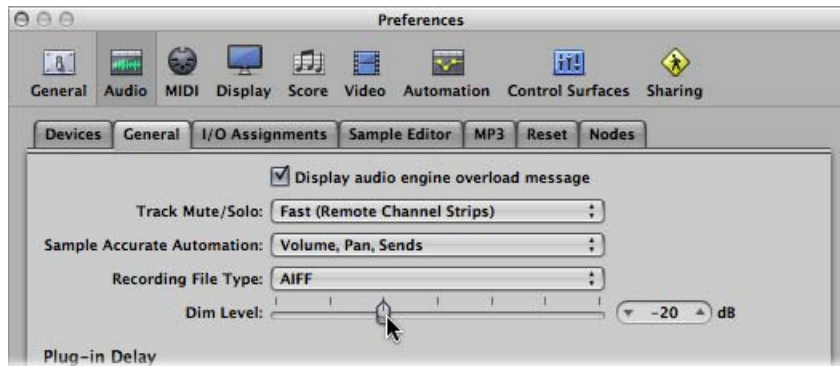 Preferences
General Audio MIDI Display Score Video Automation Control Surfaces Sharing
Devices General I/O Assignments Sample Editor MP3 Reset Nodes
Display audio engine overload message
Track Mute/Solo: Fast (Remote Channel Strips)
Sample Accurate Automation: Volume, Pan, Sends
Recording File Type: AIFF
Dim Level: -20 dB
Plug-in Delay